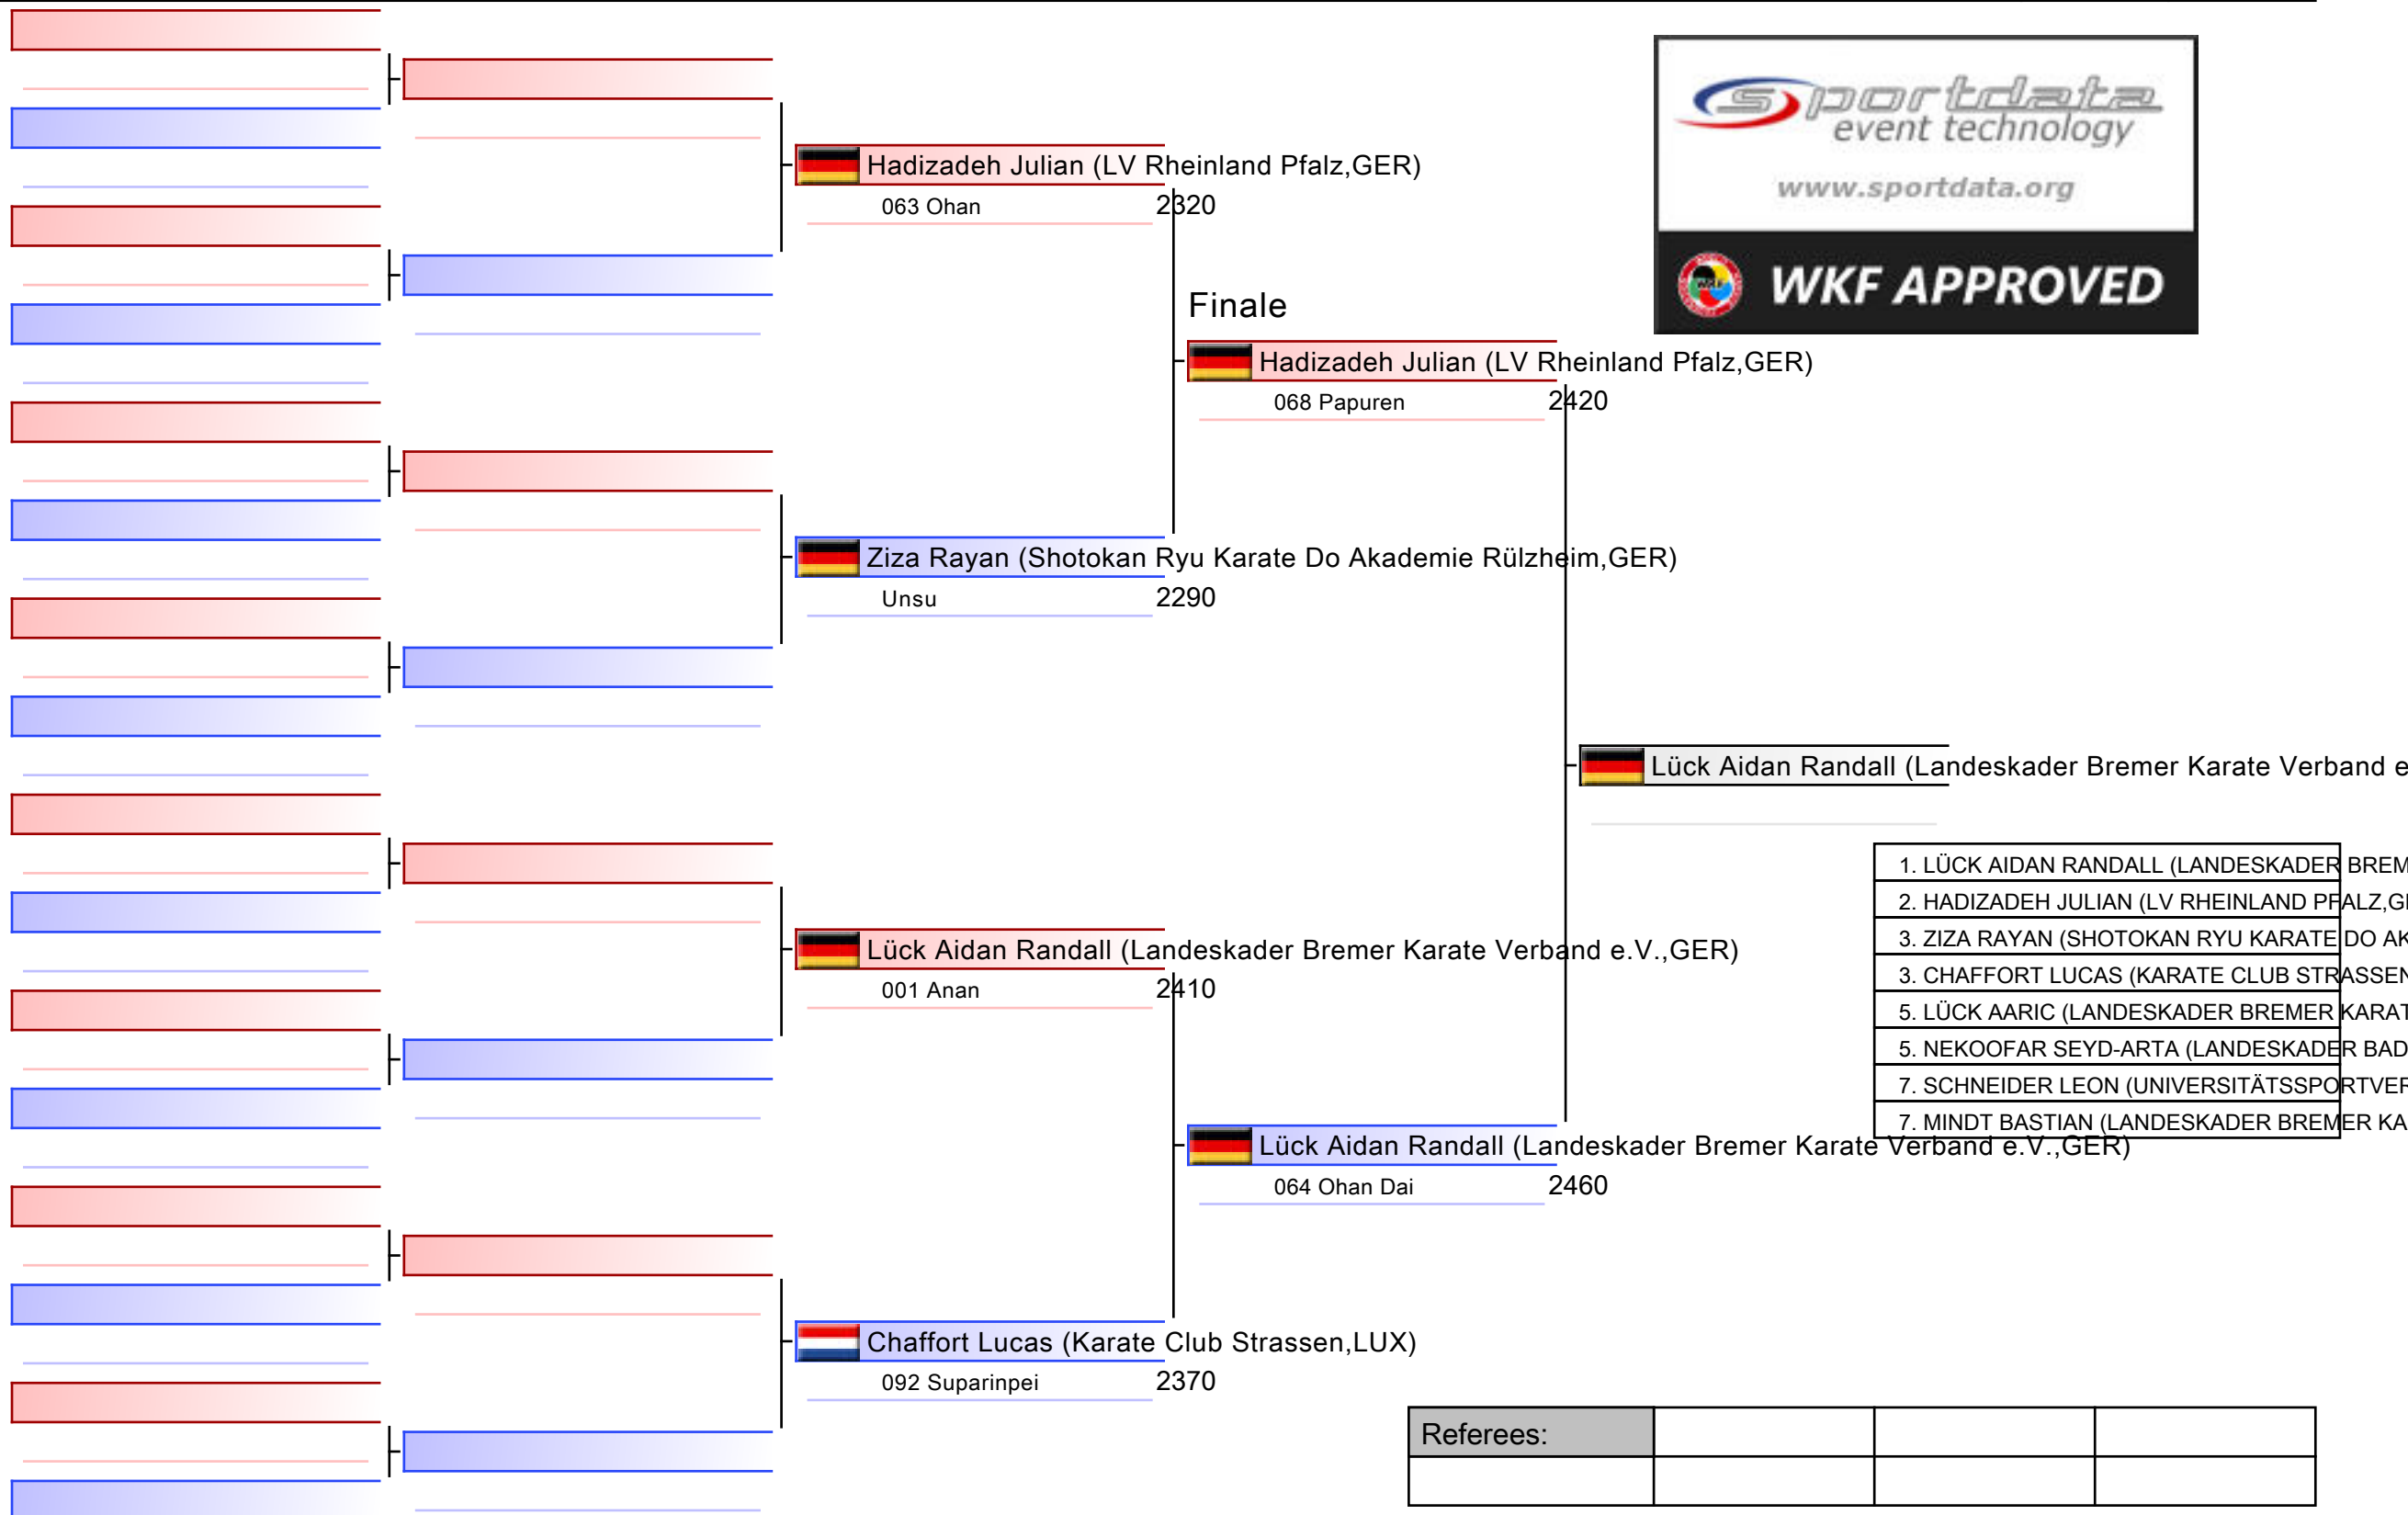 sportdata
event technology
www.sportdata.org
WKF APPROVED
Hadizadeh Julian (LV Rheinland Pfalz,GER)
063 Ohan 2320
Finale
Hadizadeh Julian (LV Rheinland Pfalz,GER)
068 Papuren 2420
Ziza Rayan (Shotokan Ryu Karate Do Akademie Rülzheim,GER)
Unsu 2290
Lück Aidan Randall (Landeskader Bremer Karate Verband e
1. LÜCK AIDAN RANDALL (LANDESKADER BREM
2. HADIZADEH JULIAN (LV RHEINLAND PFALZ,G
3. ZIZA RAYAN (SHOTOKAN RYU KARATE DO AK
3. CHAFFORT LUCAS (KARATE CLUB STRASSEN
5. LÜCK AARIC (LANDESKADER BREMER KARAT
5. NEKOOFAR SEYD-ARTA (LANDESKADER BAD
7. SCHNEIDER LEON (UNIVERSITÄTSSPORTVER
7. MINDT BASTIAN (LANDESKADER BREMER KA
Lück Aidan Randall (Landeskader Bremer Karate Verband e.V.,GER)
001 Anan 2410
Lück Aidan Randall (Landeskader Bremer Karate Verband e.V.,GER)
064 Ohan Dai 2460
Chaffort Lucas (Karate Club Strassen,LUX)
092 Suparinpei 2370
Referees: